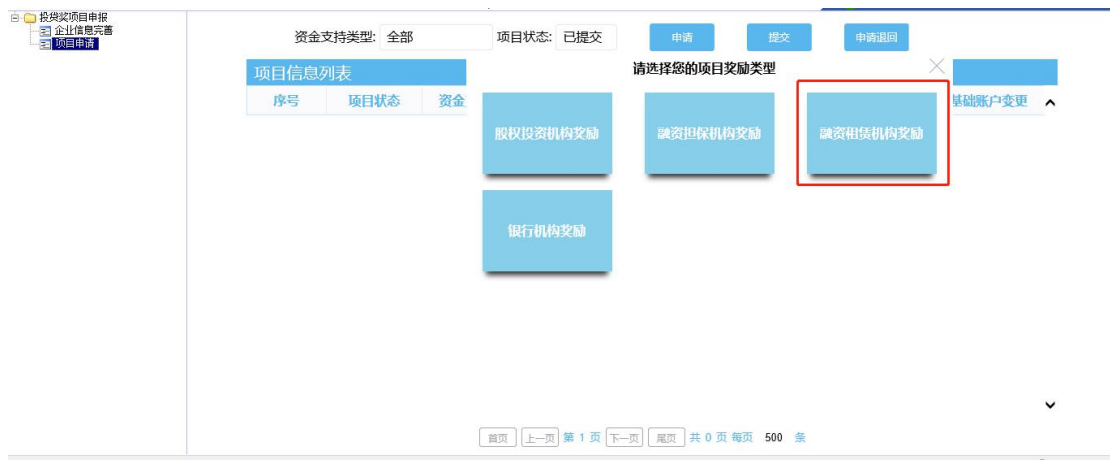 投贷奖项目申报
企业信息完善
项目申请
资金支持类型: 全部 项目状态: 已提交 申请 提交 申请退回
项目信息列表 请选择您的项目奖励类型
序号 项目状态 资金 基础账户变更
股权投资机构奖励 融资担保机构奖励 融资租赁机构奖励
银行机构奖励
首页 上一页 第 1 页 下一页 尾页 共 0 页 每页 500 条